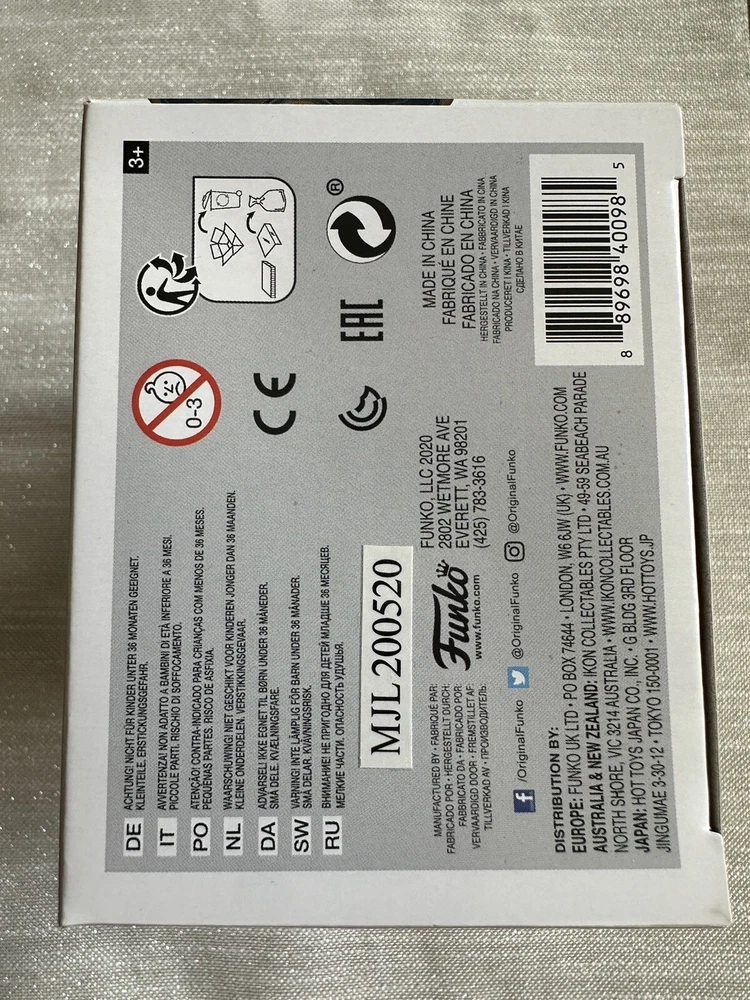 DE ACHTUNG! NICHT FÜR KINDER UNTER 36 MONATEN GEEIGNET.
KLEINTEILE. ERSTICKUNGSGEFAHR.
IT AVVERTENZA! NON ADATTO A BAMBINI DI ETÀ INFERIORE A 36 MESI.
PICCOLE PARTI. RISCHIO DI SOFFOCAMENTO.
PO ATENÇÃO! CONTRA-INDICADO PARA CRIANÇAS COM MENOS DE 36 MESES.
PEQUENAS PARTES. RISCO DE ASFIXIA.
NL WAARSCHUWING! NIET GESCHIKT VOOR KINDEREN JONGER DAN 36 MAANDEN.
KLEINE ONDERDELEN. VERSTIKKINGSGEVAAR.
DA ADVARSEL! IKKE EGNET TIL BØRN UNDER 36 MÅNEDER.
SMÅ DELE. KVÆLNINGSFARE.
SW VARNING! INTE LÄMPLIG FÖR BARN UNDER 36 MÅNADER.
SMÅ DELAR. KVÄVNINGSRISK.
RU ВНИМАНИЕ! НЕ ПРИГОДНО ДЛЯ ДЕТЕЙ МЛАДШЕ 36 МЕСЯЦЕВ.
МЕЛКИЕ ЧАСТИ. ОПАСНОСТЬ УДУШЬЯ.
3+
0-3
CE
EAC
®
MJL200520
MANUFACTURED BY • FABRIQUÉ PAR:
FABRICADO POR • HERGESTELLT DURCH:
FABBRICATO DA • FABRICADO POR:
VERVAARDIGD DOOR • FREMSTILLET AF:
TILLVERKAD AV • ПРОИЗВОДИТЕЛЬ:
Funko
www.funko.com
FUNKO, LLC 2020
2802 WETMORE AVE
EVERETT, WA 98201
(425) 783-3616
MADE IN CHINA
FABRIQUÉ EN CHINE
FABRICADO EN CHINA
HERGESTELLT IN CHINA • FABBRICATO IN CINA
FABRICADO NA CHINA • VERVAARDIGD IN CHINA
PRODUCERET I KINA • TILLVERKAD I KINA
СДЕЛАНО В КИТАЕ
f /OriginalFunko @OriginalFunko @OriginalFunko
DISTRIBUTION BY:
EUROPE: FUNKO UK LTD • PO BOX 74644 • LONDON, W6 6JW (UK) • WWW.FUNKO.COM
AUSTRALIA & NEW ZEALAND: IKON COLLECTABLES PTY LTD • 49-59 SEABEACH PARADE
NORTH SHORE, VIC 3214 AUSTRALIA • WWW.IKONCOLLECTABLES.COM.AU
JAPAN: HOT TOYS JAPAN CO., INC. • G BLDG 3RD FLOOR
JINGUMAE 3-30-12 • TOKYO 150-0001 • WWW.HOTTOYS.JP
8 89698 40098 5